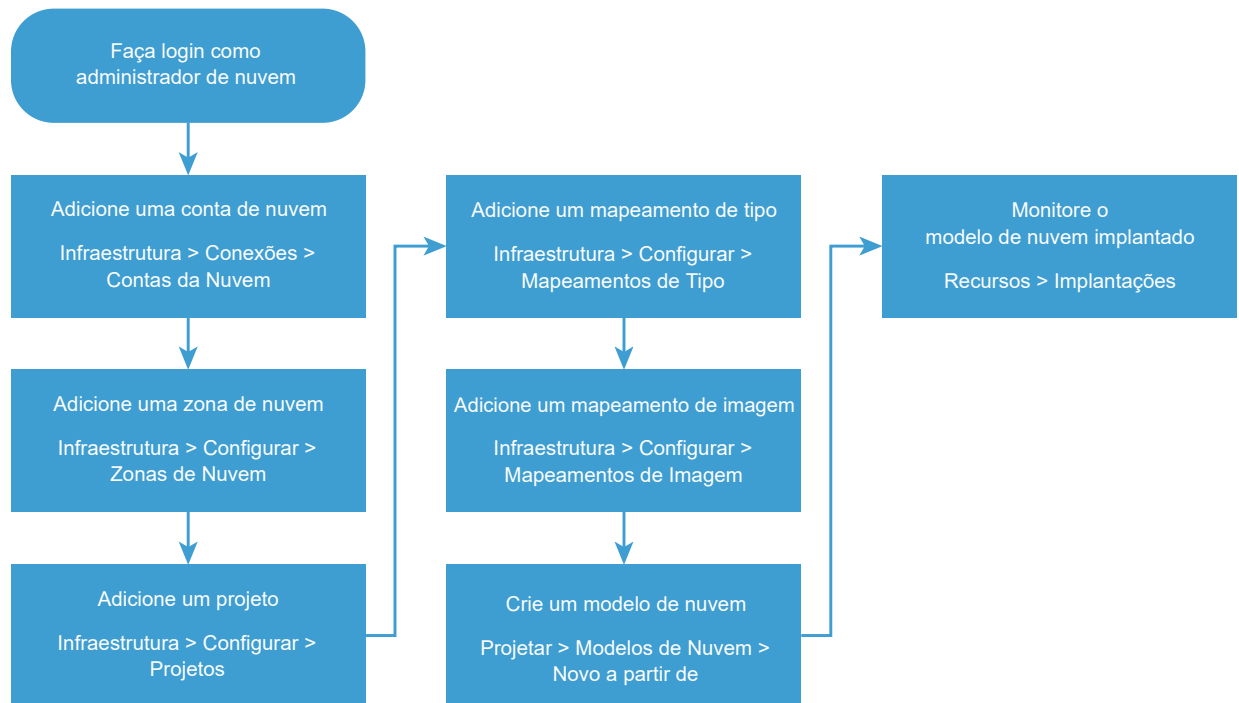 Faça login como
administrador de nuvem
Adicione uma conta de nuvem
Infraestrutura > Conexões >
Contas da Nuvem
Adicione uma zona de nuvem
Infraestrutura > Configurar >
Zonas de Nuvem
Adicione um projeto
Infraestrutura > Configurar >
Projetos
Adicione um mapeamento de tipo
Infraestrutura > Configurar >
Mapeamentos de Tipo
Adicione um mapeamento de imagem
Infraestrutura > Configurar >
Mapeamentos de Imagem
Crie um modelo de nuvem
Projetar > Modelos de Nuvem >
Novo a partir de
Monitore o
modelo de nuvem implantado
Recursos > Implantações